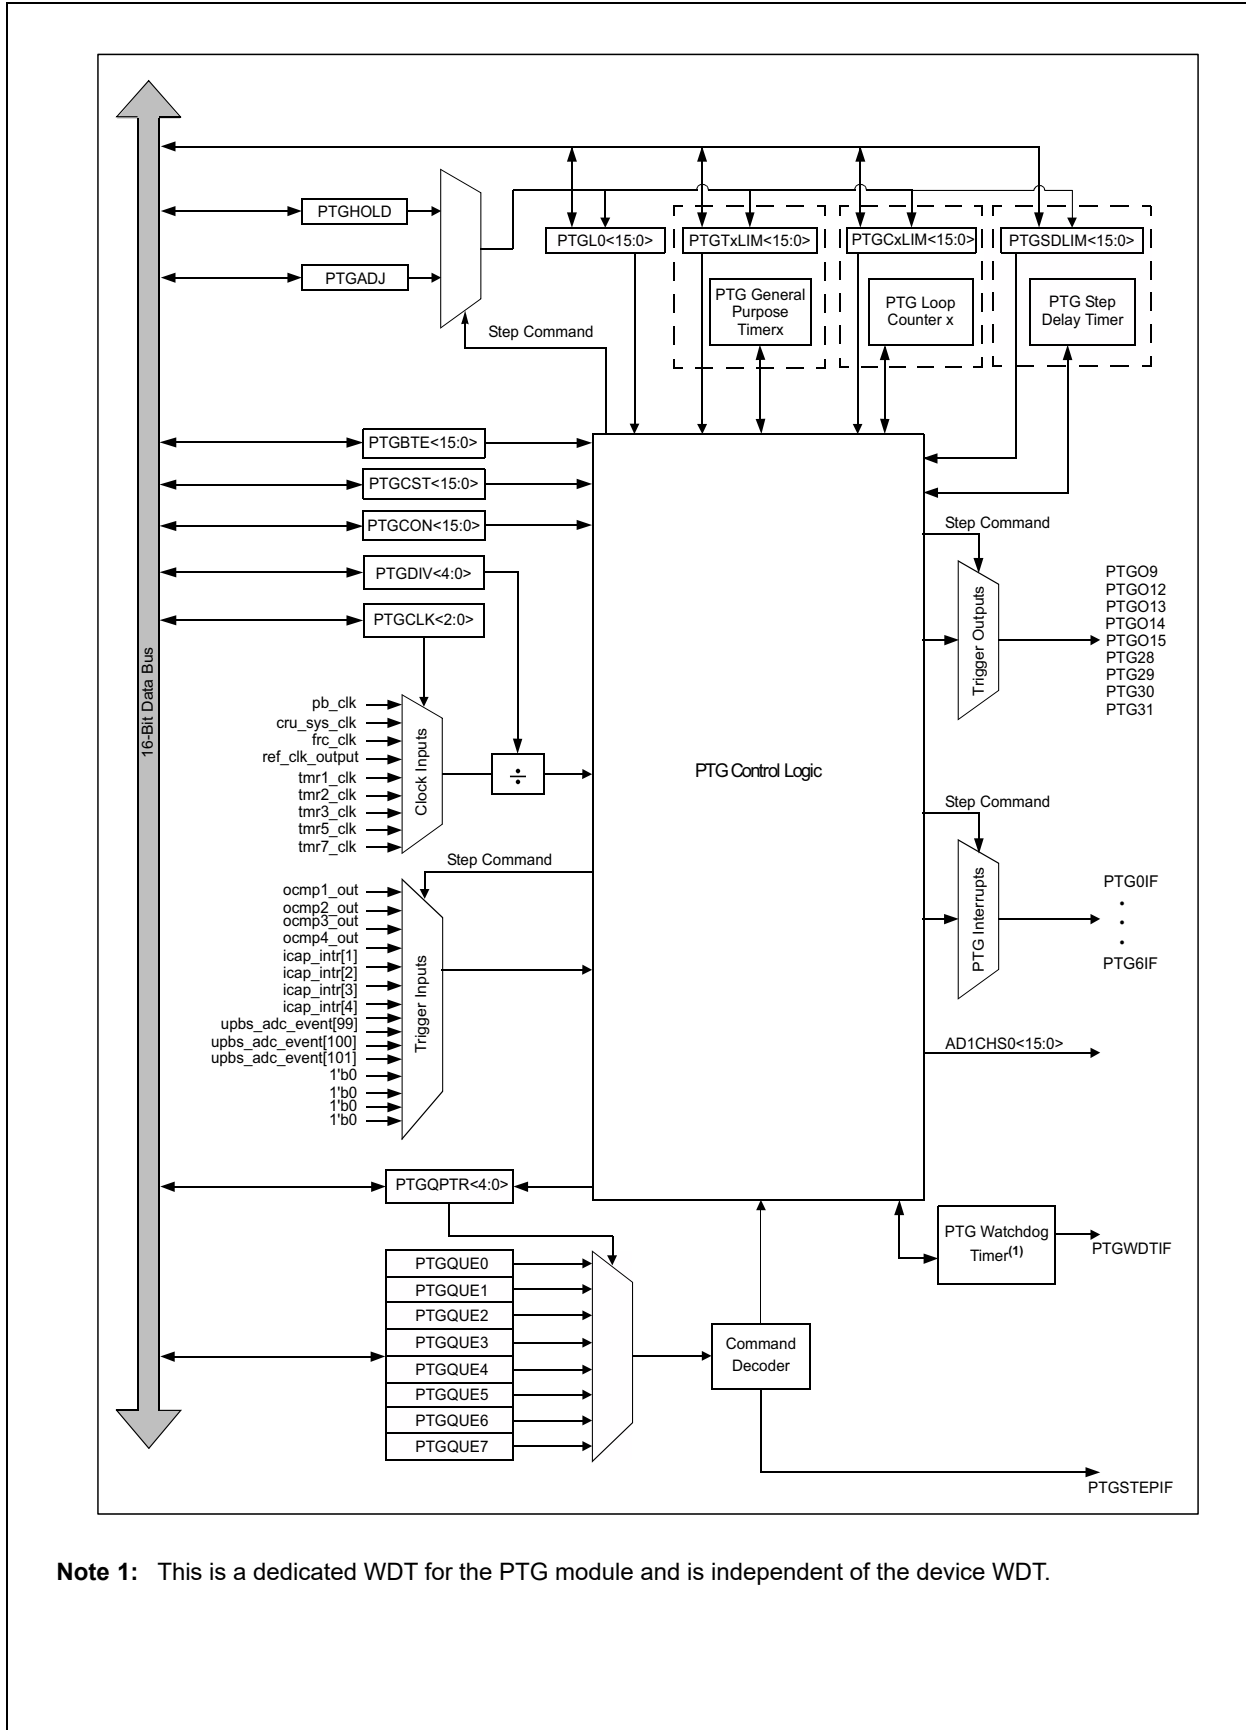 PTGHOLD
PTGADJ
PTGL0<15:0>
PTGTxLIM<15:0>
PTGCxLIM<15:0>
PTGSDLIM<15:0>
PTG General
Purpose
Timerx
PTG Loop
Counter x
PTG Step
Delay Timer
Step Command
16-Bit Data Bus
PTGBTE<15:0>
PTGCST<15:0>
PTGCON<15:0>
PTGDIV<4:0>
PTGCLK<2:0>
pb_clk
cru_sys_clk
frc_clk
ref_clk_output
tmr1_clk
tmr2_clk
tmr3_clk
tmr5_clk
tmr7_clk
Clock Inputs
÷
PTG Control Logic
Step Command
Trigger Outputs
PTGO9
PTGO12
PTGO13
PTGO14
PTGO15
PTG28
PTG29
PTG30
PTG31
Step Command
ocmp1_out
ocmp2_out
ocmp3_out
ocmp4_out
icap_intr[1]
icap_intr[2]
icap_intr[3]
icap_intr[4]
upbs_adc_event[99]
upbs_adc_event[100]
upbs_adc_event[101]
1'b0
1'b0
1'b0
1'b0
Trigger Inputs
Step Command
PTG Interrupts
PTG0IF
PTG6IF
AD1CHS0<15:0>
PTGQPTR<4:0>
PTG Watchdog
Timer(1)
PTGWDTIF
PTGQUE0
PTGQUE1
PTGQUE2
PTGQUE3
PTGQUE4
PTGQUE5
PTGQUE6
PTGQUE7
Command
Decoder
PTGSTEPIF
Note 1: This is a dedicated WDT for the PTG module and is independent of the device WDT.